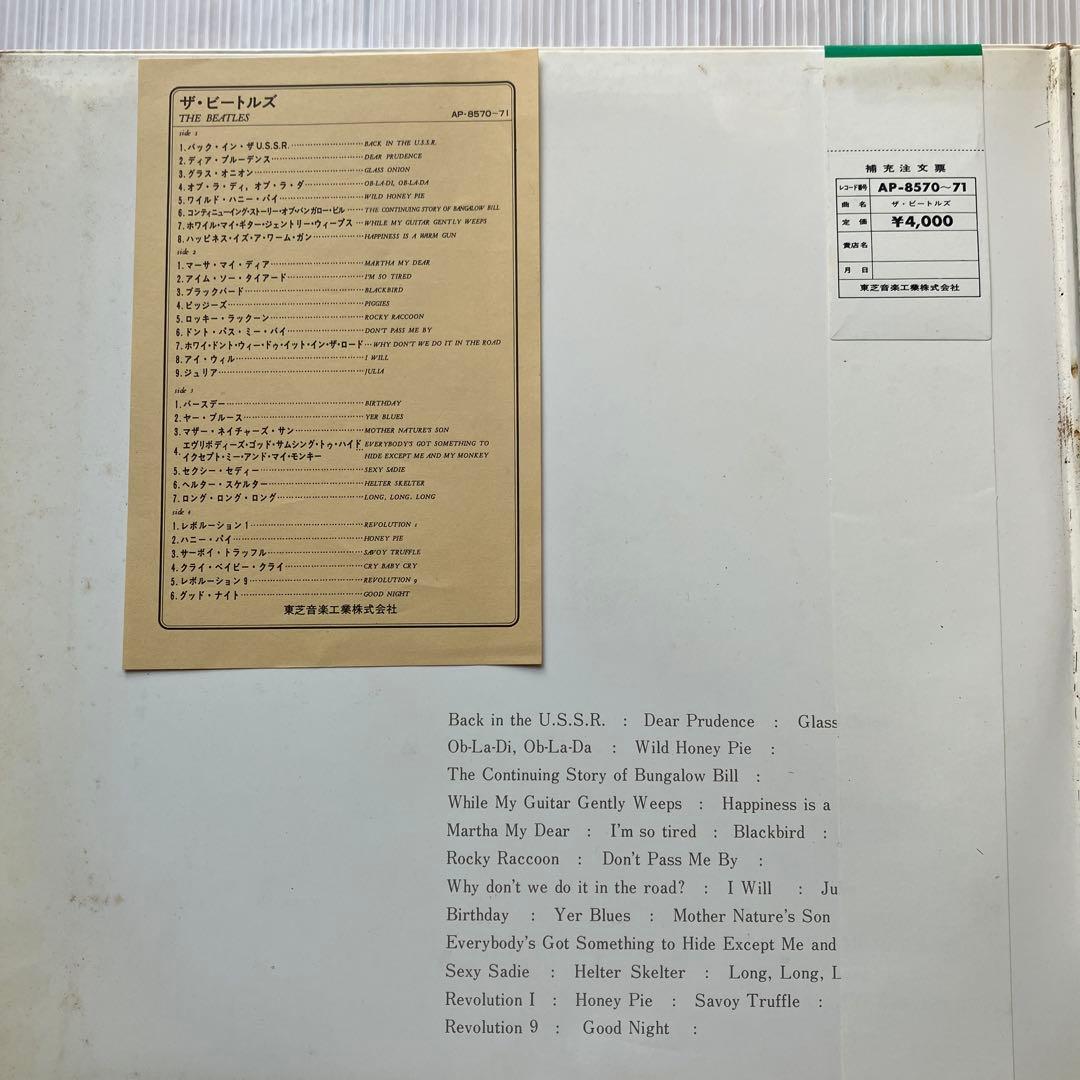 ザ・ビートルズ
THE BEATLES AP-8570~71
side 1
1.バック・イン・ザU.S.S.R. BACK IN THE U.S.S.R.
2.ディア・プルーデンス DEAR PRUDENCE
3.グラス・オニオン GLASS ONION
4.オブ・ラ・ディ, オブ・ラ・ダ OB-LA-DI, OB-LA-DA
5.ワイルド・ハニー・パイ WILD HONEY PIE
6.コンティニューイング・ストーリー・オブ・バンガロー・ビル THE CONTINUING STORY OF BANGALOW BILL
7.ホワイル・マイ・ギター・ジェントリー・ウィープス WHILE MY GUITAR GENTLY WEEPS
8.ハッピネス・イズ・ア・ワーム・ガン HAPPINESS IS A WARM GUN
side 2
1.マーサ・マイ・ディア MARTHA MY DEAR
2.アイム・ソー・タイアード I'M SO TIRED
3.ブラックバード BLACKBIRD
4.ピッジーズ PIGGIES
5.ロッキー・ラックーン ROCKY RACCOON
6.ドント・パス・ミー・バイ DON'T PASS ME BY
7.ホワイ・ドント・ウィー・ドゥ・イット・イン・ザ・ロード WHY DON'T WE DO IT IN THE ROAD
8.アイ・ウィル I WILL
9.ジュリア JULIA
side 3
1.バースデー BIRTHDAY
2.ヤー・ブルース YER BLUES
3.マザー・ネイチャーズ・サン MOTHER NATURE'S SON
4.エヴリボディーズ・ゴッド・サムシング・トゥ・ハイド EVERYBODY'S GOT SOMETHING TO
イクセプト・ミー・アンド・マイ・モンキー HIDE EXCEPT ME AND MY MONKEY
5.セクシー・セディー SEXY SADIE
6.ヘルター・スケルター HELTER SKELTER
7.ロング・ロング・ロング LONG, LONG, LONG
side 4
1.レボルーション1 REVOLUTION 1
2.ハニー・パイ HONEY PIE
3.サーボイ・トラッフル SAVOY TRUFFLE
4.クライ・ベイビー・クライ CRY BABY CRY
5.レボルーション9 REVOLUTION 9
6.グッド・ナイト GOOD NIGHT
東芝音楽工業株式会社
補充注文票
レコード番号 AP-8570~71
曲名 ザ・ビートルズ
定価 ¥4,000
貴店名
月日
東芝音楽工業株式会社
Back in the U.S.S.R. : Dear Prudence : Glass
Ob-La-Di, Ob-La-Da : Wild Honey Pie :
The Continuing Story of Bungalow Bill :
While My Guitar Gently Weeps : Happiness is a
Martha My Dear : I'm so tired : Blackbird :
Rocky Raccoon : Don't Pass Me By :
Why don't we do it in the road? : I Will : Ju
Birthday : Yer Blues : Mother Nature's Son
Everybody's Got Something to Hide Except Me and
Sexy Sadie : Helter Skelter : Long, Long, L
Revolution I : Honey Pie : Savoy Truffle :
Revolution 9 : Good Night :